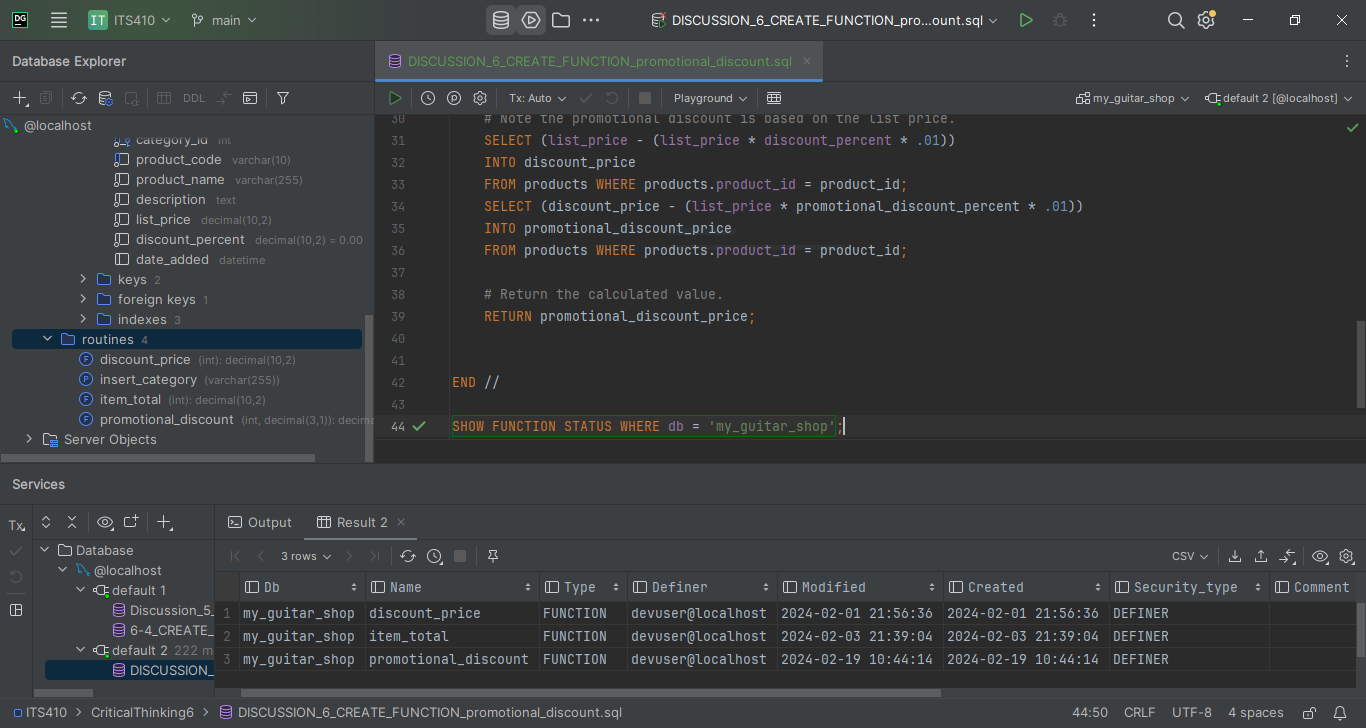 DG
IT ITS410
main
DISCUSSION_6_CREATE_FUNCTION_pro...ount.sql
Database Explorer
DISCUSSION_6_CREATE_FUNCTION_promotional_discount.sql
DDL
Tx: Auto
Playground
my_guitar_shop
default 2 [@localhost]
@localhost
category_id int
product_code varchar(10)
product_name varchar(255)
description text
list_price decimal(10,2)
discount_percent decimal(10,2) = 0.00
date_added datetime
keys 2
foreign keys 1
indexes 3
routines 4
discount_price (int): decimal(10,2)
insert_category (varchar(255))
item_total (int): decimal(10,2)
promotional_discount (int, decimal(3,1)): decima
Server Objects
30 # Note the promotional discount is based on the list price.
31 SELECT (list_price - (list_price * discount_percent * .01))
32 INTO discount_price
33 FROM products WHERE products.product_id = product_id;
34 SELECT (discount_price - (list_price * promotional_discount_percent * .01))
35 INTO promotional_discount_price
36 FROM products WHERE products.product_id = product_id;
37
38 # Return the calculated value.
39 RETURN promotional_discount_price;
40
41
42 END //
43
44 SHOW FUNCTION STATUS WHERE db = 'my_guitar_shop';
Services
Tx
Database
@localhost
default 1
Discussion_5_
6-4_CREATE_
default 2 222 m
DISCUSSION_
Output
Result 2
3 rows
CSV
Db Name Type Definer Modified Created Security_type Comment
1 my_guitar_shop discount_price FUNCTION devuser@localhost 2024-02-01 21:56:36 2024-02-01 21:56:36 DEFINER
2 my_guitar_shop item_total FUNCTION devuser@localhost 2024-02-03 21:39:04 2024-02-03 21:39:04 DEFINER
3 my_guitar_shop promotional_discount FUNCTION devuser@localhost 2024-02-19 10:44:14 2024-02-19 10:44:14 DEFINER
ITS410 > CriticalThinking6 > DISCUSSION_6_CREATE_FUNCTION_promotional_discount.sql
44:50 CRLF UTF-8 4 spaces